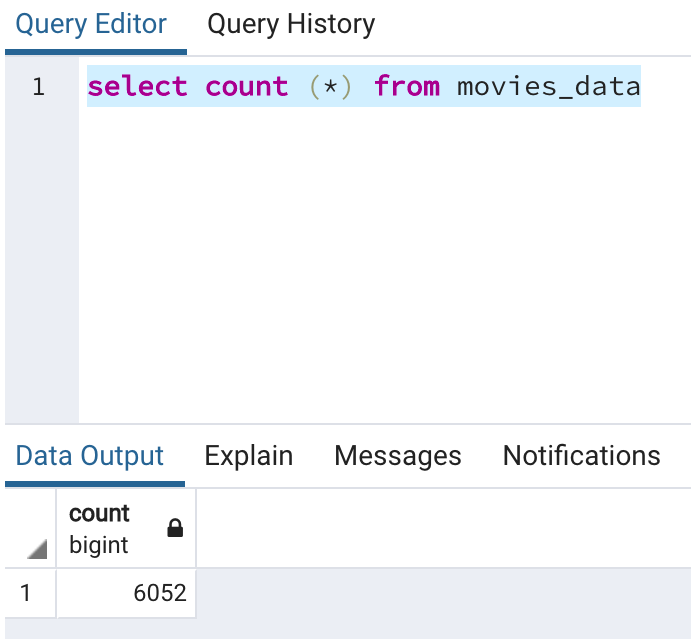 Query Editor Query History
1 select count (*) from movies_data
Data Output Explain Messages Notifications
count
bigint
1 6052